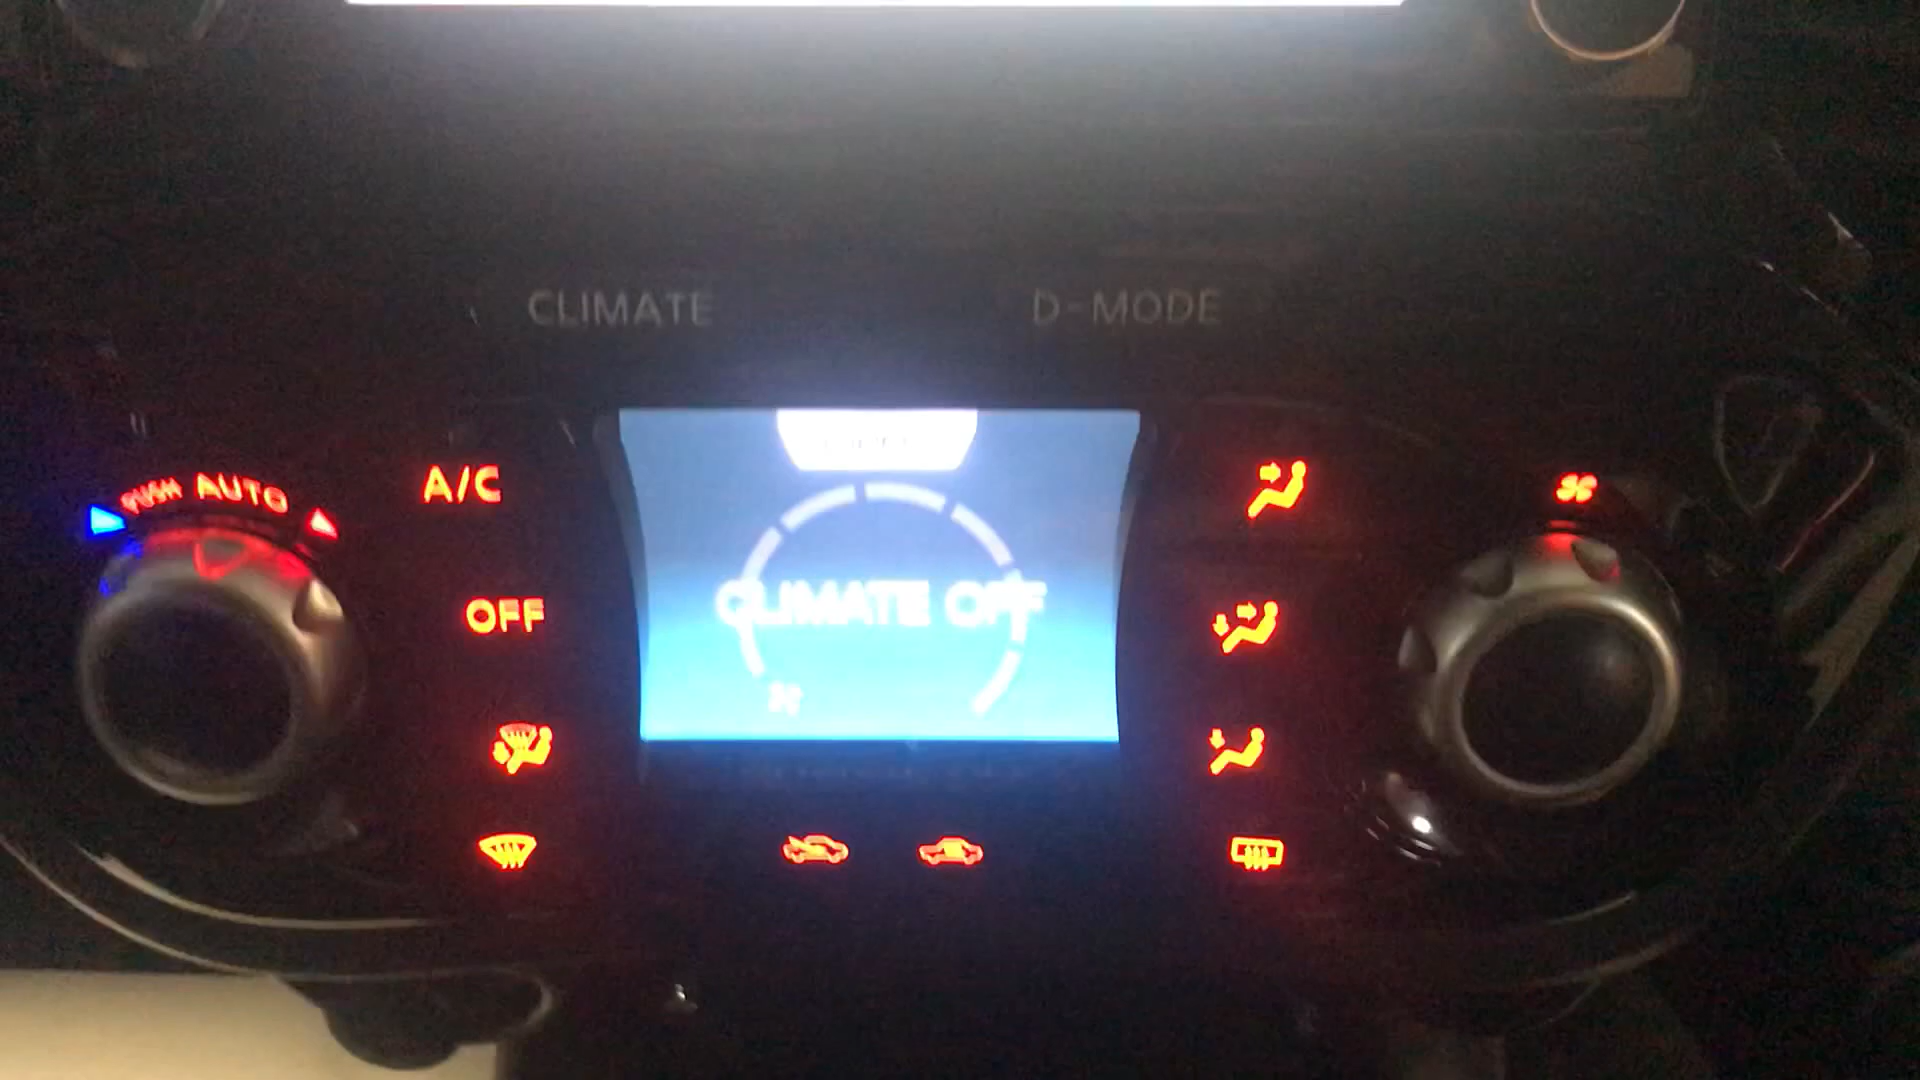 CLIMATE
D-MODE
PUSH AUTO
A/C
OFF
CLIMATE OFF